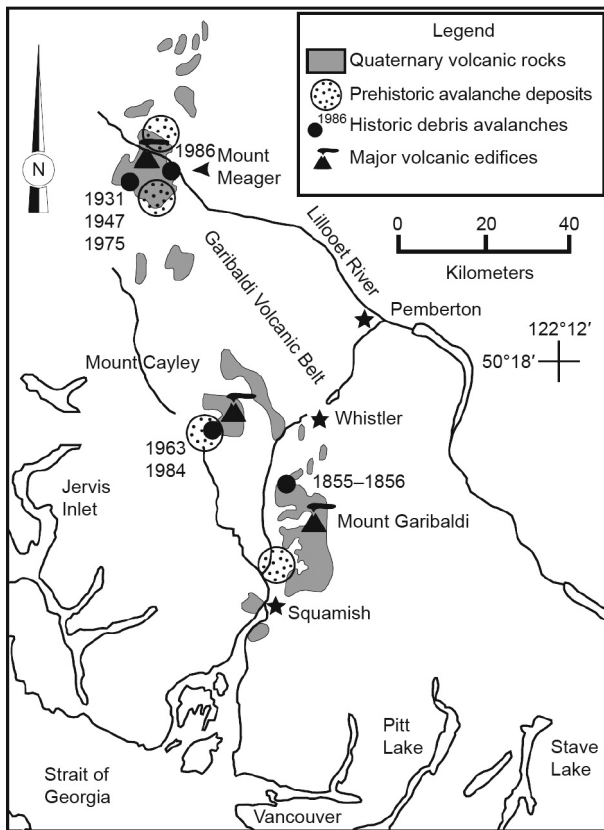 Legend
Quaternary volcanic rocks
Prehistoric avalanche deposits
1986 Historic debris avalanches
Major volcanic edifices
N
1986
Mount
Meager
1931
1947
1975
0 20 40
Kilometers
Lillooet River
Garibaldi Volcanic Belt
Pemberton
122°12′
50°18′
Mount Cayley
Whistler
1963
1984
1855–1856
Jervis
Inlet
Mount Garibaldi
Squamish
Pitt
Lake
Stave
Lake
Strait of
Georgia
Vancouver